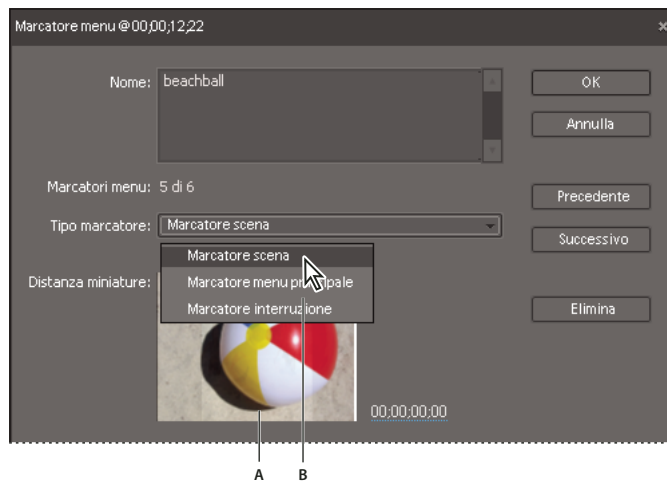 Marcatore menu @ 00;00;12;22
Nome: beachball
OK
Annulla
Marcatori menu: 5 di 6
Precedente
Tipo marcatore: Marcatore scena
Successivo
Marcatore scena
Distanza miniature:
Marcatore menu principale
Marcatore interruzione
Elimina
00;00;00;00
A B